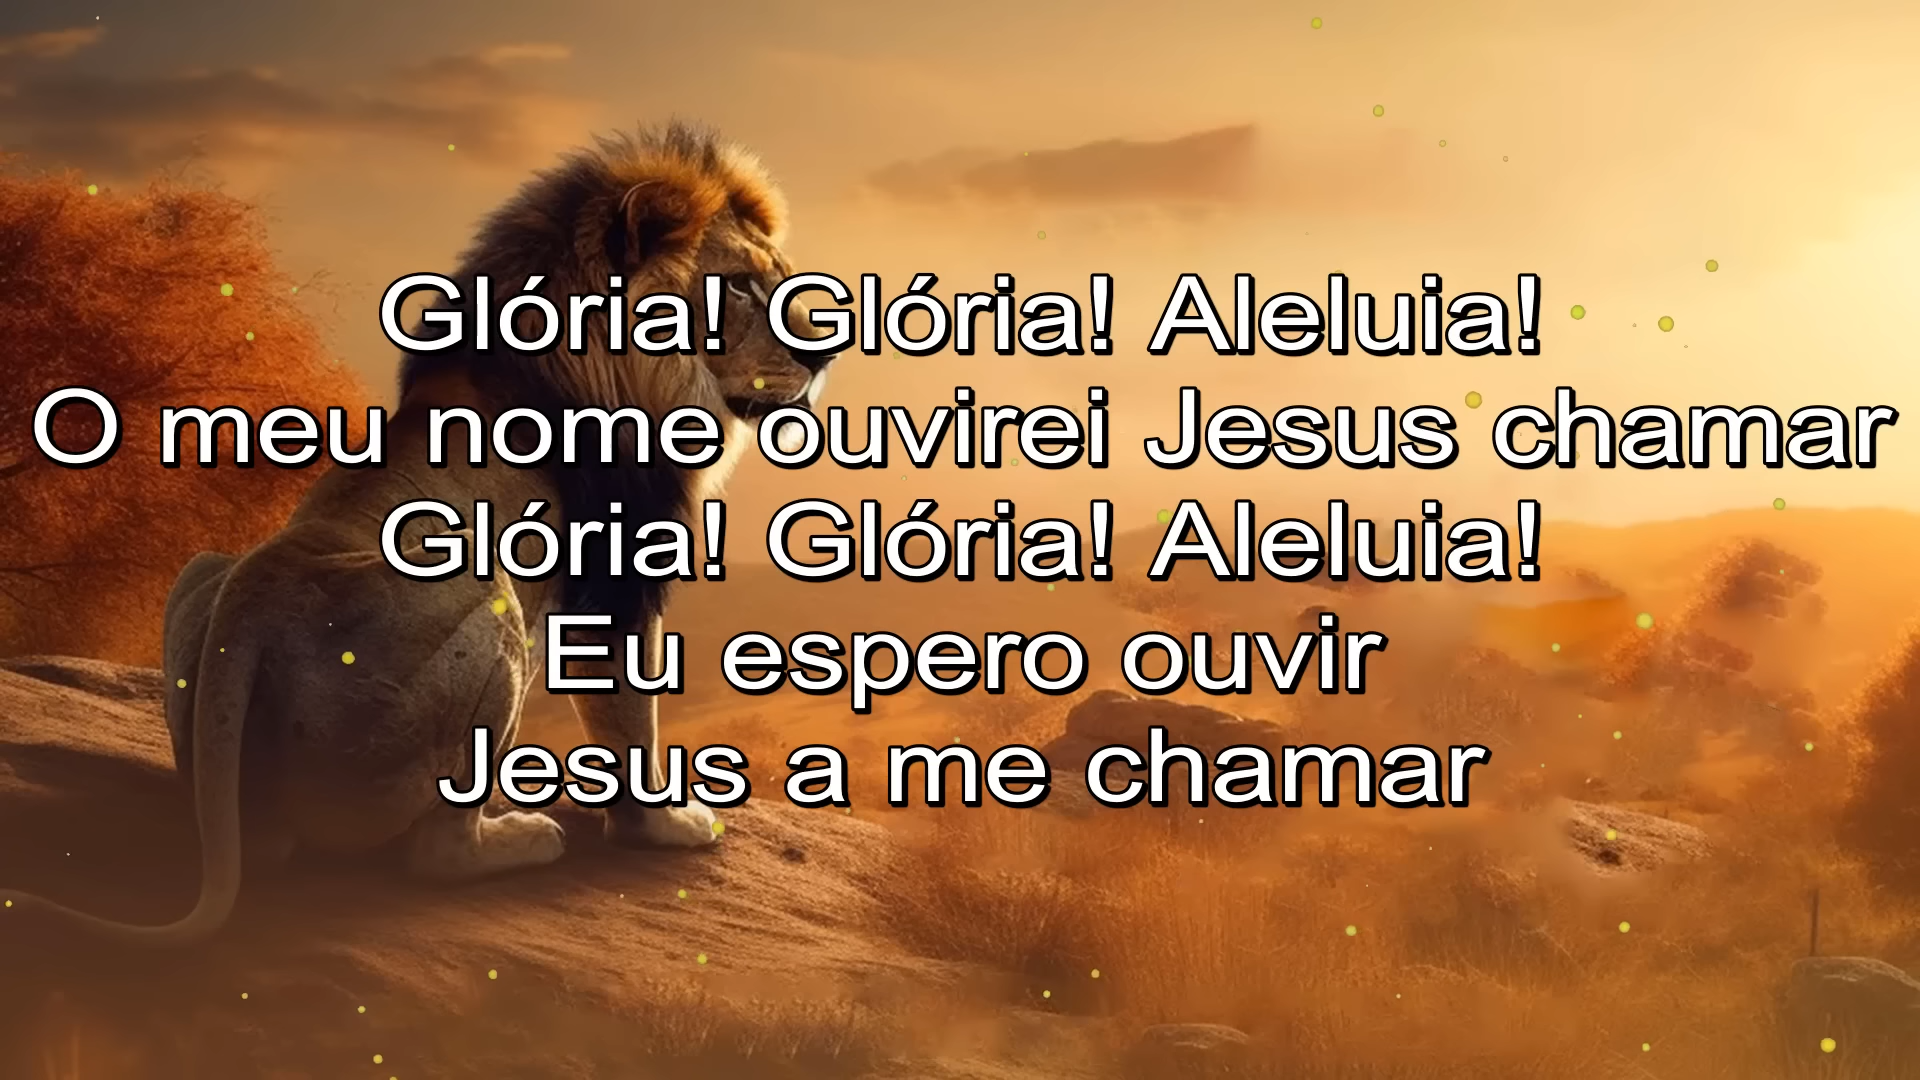 Glória! Glória! Aleluia!
O meu nome ouvirei Jesus chamar
Glória! Glória! Aleluia!
Eu espero ouvir
Jesus a me chamar